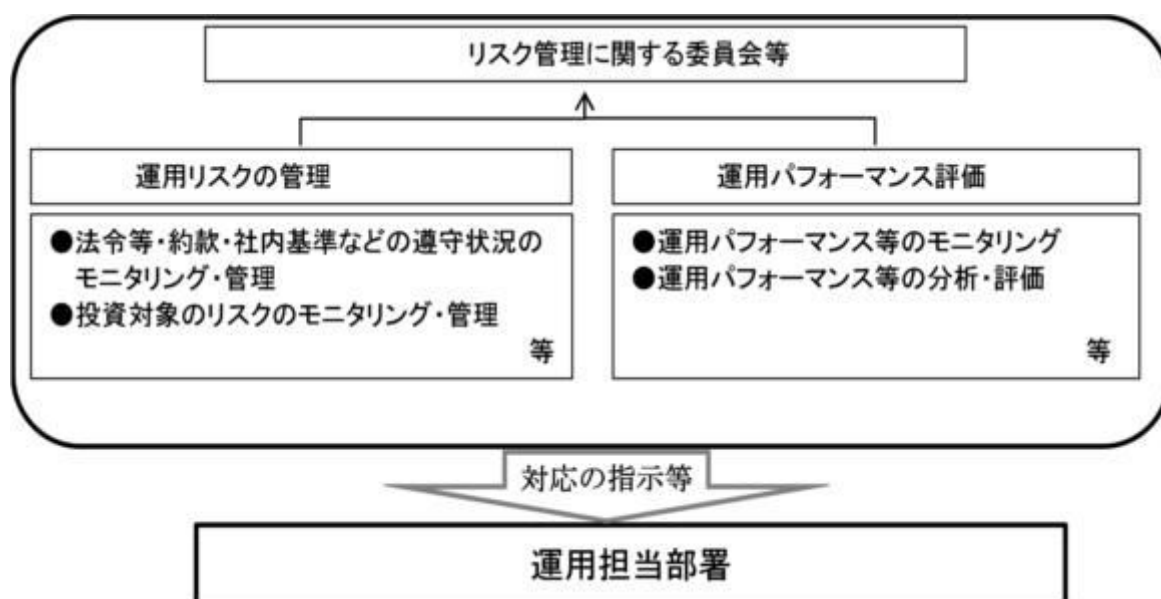 リスク管理に関する委員会等
運用リスクの管理
●法令等・約款・社内基準などの遵守状況の
モニタリング・管理
●投資対象のリスクのモニタリング・管理
等
運用パフォーマンス評価
●運用パフォーマンス等のモニタリング
●運用パフォーマンス等の分析・評価
等
対応の指示等
運用担当部署